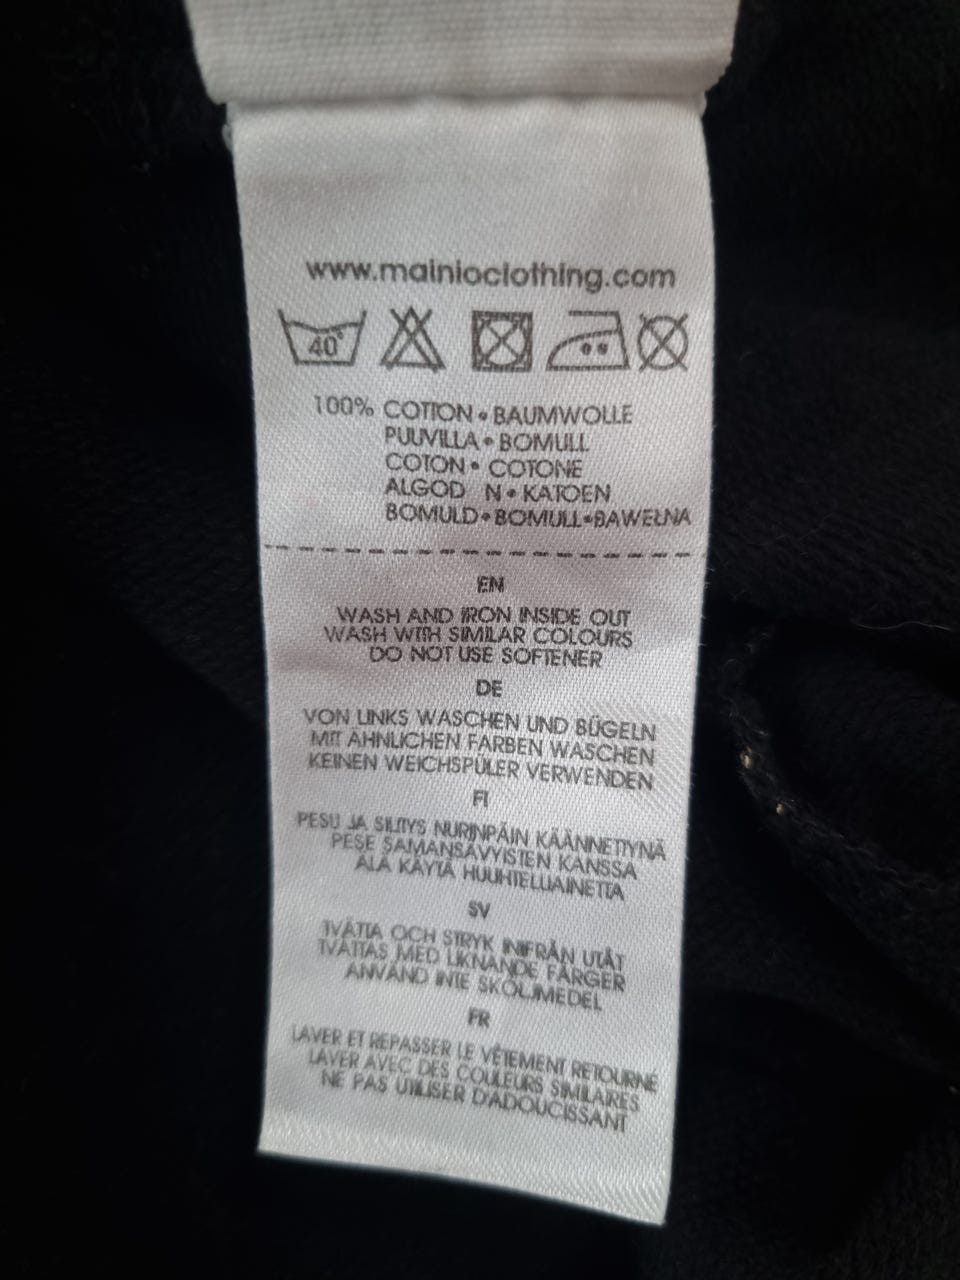 www.mainioclothing.com
40°
100% COTTON • BAUMWOLLE
PUUVILLA • BOMULL
COTON • COTONE
ALGOD N • KATOEN
BOMULD • BOMULL • BAWEŁNA
EN
WASH AND IRON INSIDE OUT
WASH WITH SIMILAR COLOURS
DO NOT USE SOFTENER
DE
VON LINKS WASCHEN UND BÜGELN
MIT ÄHNLICHEN FARBEN WASCHEN
KEINEN WEICHSPÜLER VERWENDEN
FI
PESU JA SILITYS NURINPÄIN KÄÄNNETTYNÄ
PESE SAMANSÄVYISTEN KANSSA
ÄLÄ KÄYTÄ HUUHTELUAINETTA
SV
TVÄTTA OCH STRYK INIFRÅN UTÅT
TVÄTTAS MED LIKNANDE FÄRGER
ANVÄND INTE SKÖLJMEDEL
FR
LAVER ET REPASSER LE VÊTEMENT RETOURNÉ
LAVER AVEC DES COULEURS SIMILAIRES
NE PAS UTILISER D'ADOUCISSANT